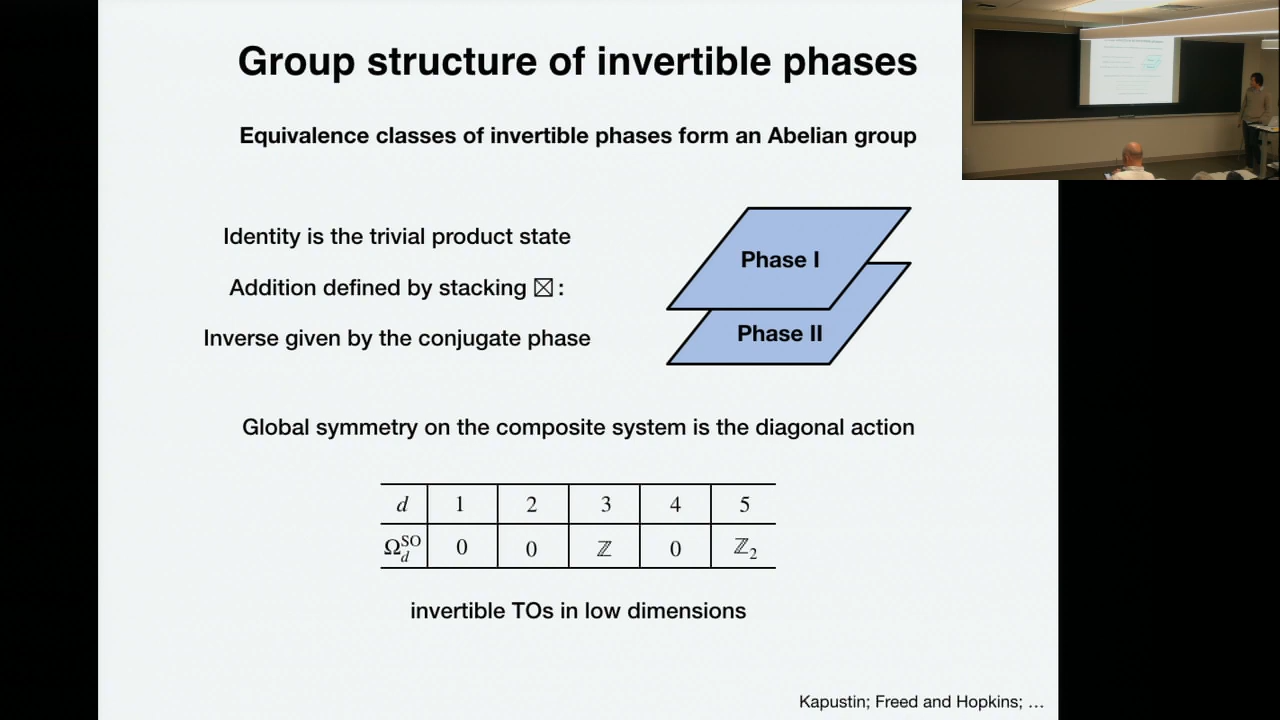 Group structure of invertible phases
Equivalence classes of invertible phases form an Abelian group
Identity is the trivial product state
Addition defined by stacking ⊠ :
Inverse given by the conjugate phase
Phase I
Phase II
Global symmetry on the composite system is the diagonal action
d 1 2 3 4 5
Ω_d^SO 0 0 ℤ 0 ℤ_2
invertible TOs in low dimensions
Kapustin; Freed and Hopkins; …